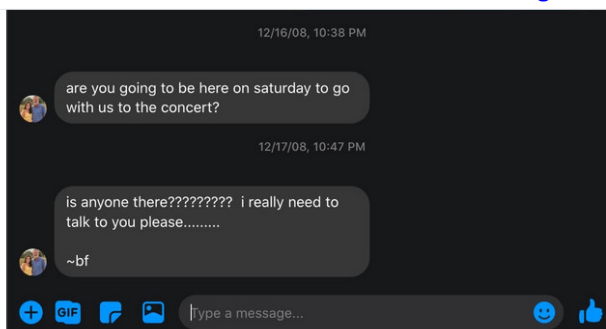 12/16/08, 10:38 PM
are you going to be here on saturday to go
with us to the concert?
12/17/08, 10:47 PM
is anyone there????????? i really need to
talk to you please.........
~bf
GIF
Type a message...